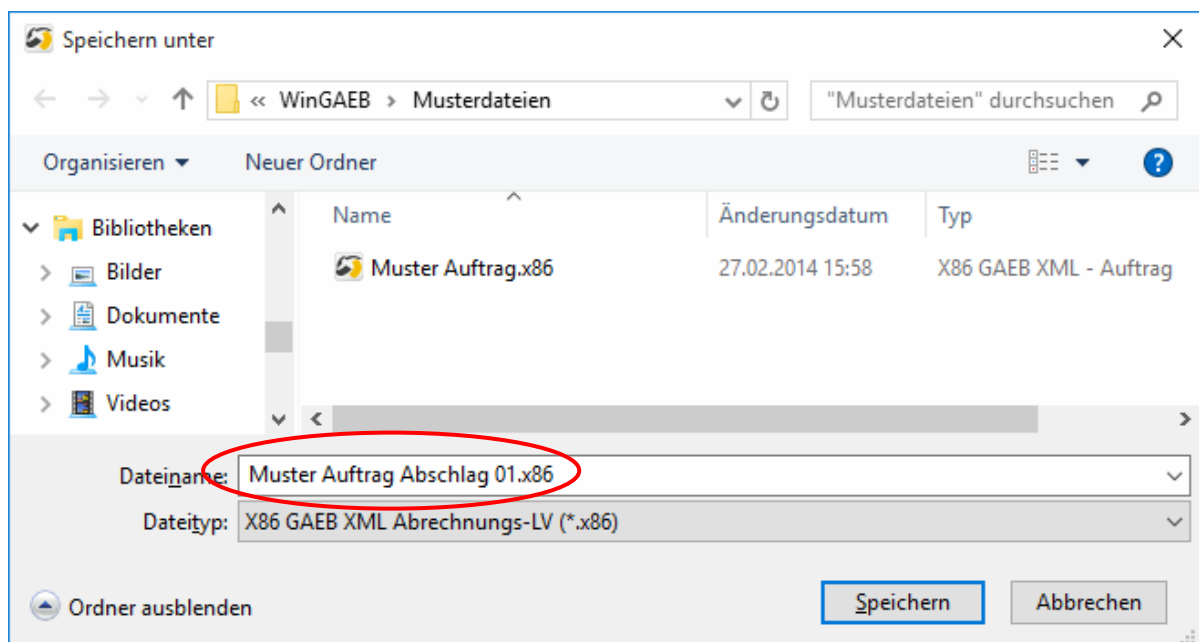 Speichern unter
« WinGAEB > Musterdateien
"Musterdateien" durchsuchen
Organisieren
Neuer Ordner
?
Bibliotheken
Bilder
Dokumente
Musik
Videos
Name Änderungsdatum Typ
Muster Auftrag.x86 27.02.2014 15:58 X86 GAEB XML - Auftrag
Dateiname: Muster Auftrag Abschlag 01.x86
Dateityp: X86 GAEB XML Abrechnungs-LV (*.x86)
Ordner ausblenden
Speichern
Abbrechen